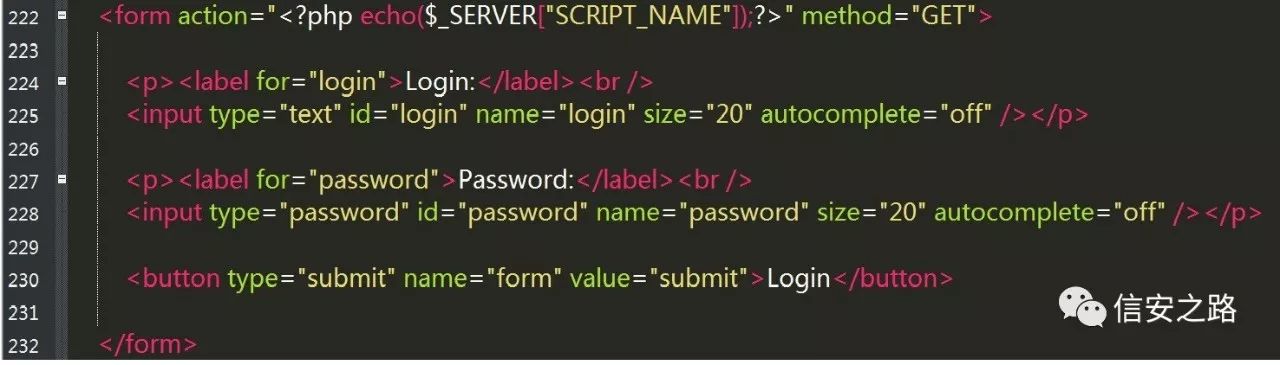 222 <form action="<?php echo($_SERVER["SCRIPT_NAME"]);?>" method="GET">
223
224 <p><label for="login">Login:</label><br />
225 <input type="text" id="login" name="login" size="20" autocomplete="off" /></p>
226
227 <p><label for="password">Password:</label><br />
228 <input type="password" id="password" name="password" size="20" autocomplete="off" /></p>
229
230 <button type="submit" name="form" value="submit">Login</button>
231
232 </form>
信安之路